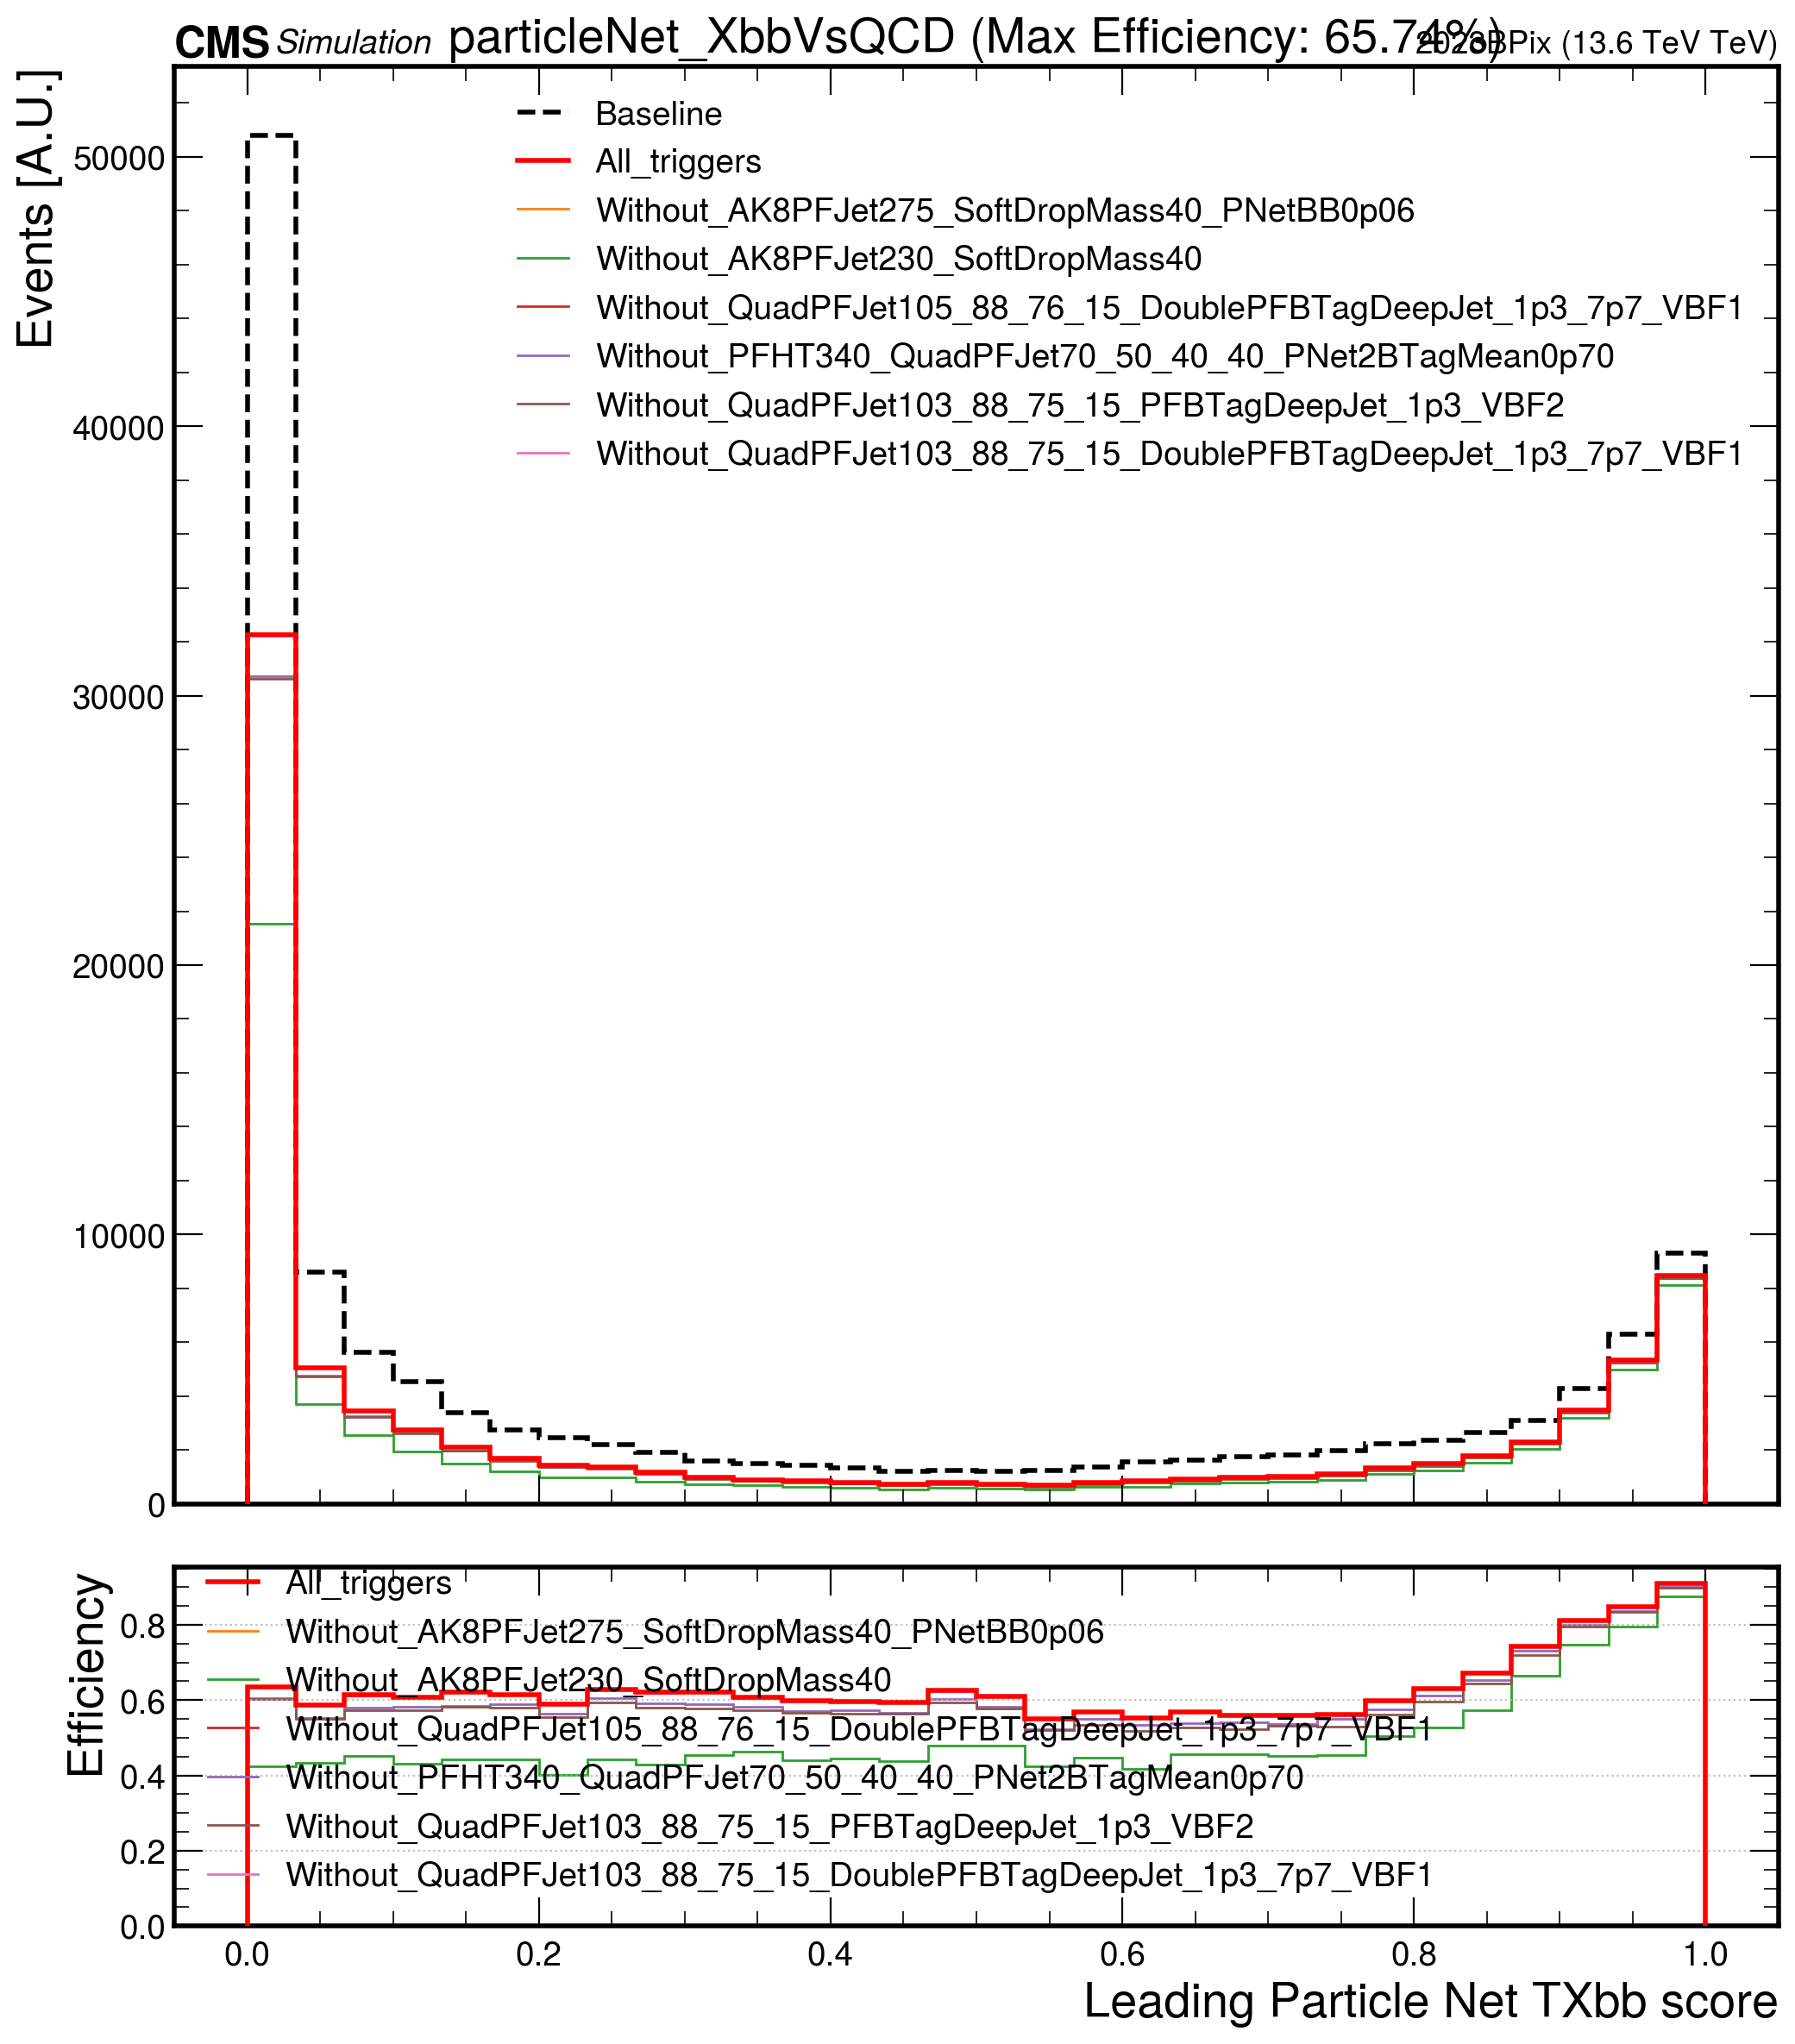 CMS Simulation particleNet_XbbVsQCD (Max Efficiency: 65.74%) 2023BPix (13.6 TeV TeV)
Events [A.U.]
50000
40000
30000
20000
10000
0
Baseline
All_triggers
Without_AK8PFJet275_SoftDropMass40_PNetBB0p06
Without_AK8PFJet230_SoftDropMass40
Without_QuadPFJet105_88_76_15_DoublePFBTagDeepJet_1p3_7p7_VBF1
Without_PFHT340_QuadPFJet70_50_40_40_PNet2BTagMean0p70
Without_QuadPFJet103_88_75_15_PFBTagDeepJet_1p3_VBF2
Without_QuadPFJet103_88_75_15_DoublePFBTagDeepJet_1p3_7p7_VBF1
Efficiency
0.8
0.6
0.4
0.2
0.0
All_triggers
Without_AK8PFJet275_SoftDropMass40_PNetBB0p06
Without_AK8PFJet230_SoftDropMass40
Without_QuadPFJet105_88_76_15_DoublePFBTagDeepJet_1p3_7p7_VBF1
Without_PFHT340_QuadPFJet70_50_40_40_PNet2BTagMean0p70
Without_QuadPFJet103_88_75_15_PFBTagDeepJet_1p3_VBF2
Without_QuadPFJet103_88_75_15_DoublePFBTagDeepJet_1p3_7p7_VBF1
0.0 0.2 0.4 0.6 0.8 1.0
Leading Particle Net TXbb score